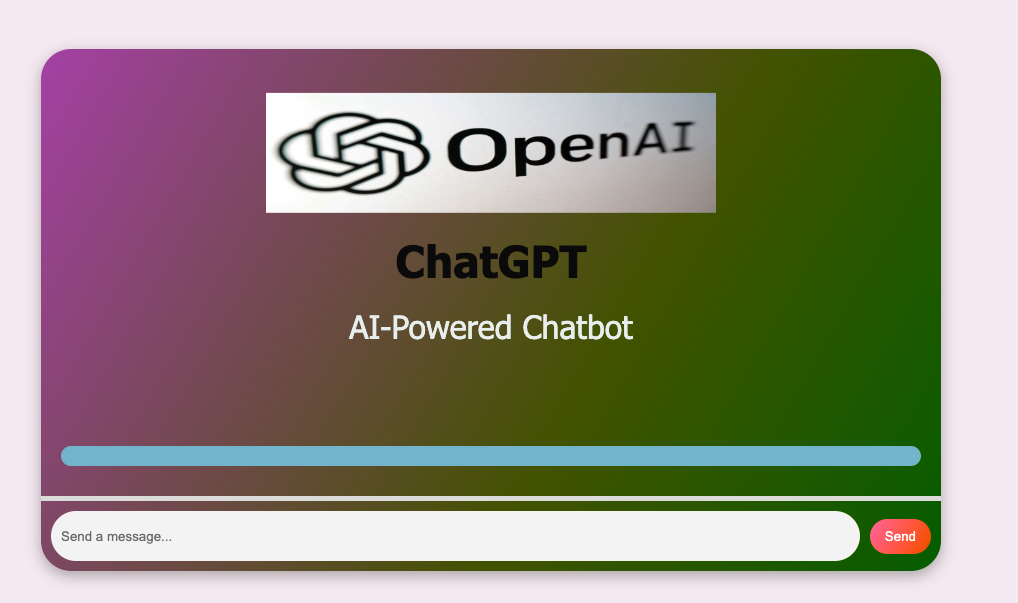 OpenAI
ChatGPT
AI-Powered Chatbot
Send a message...
Send